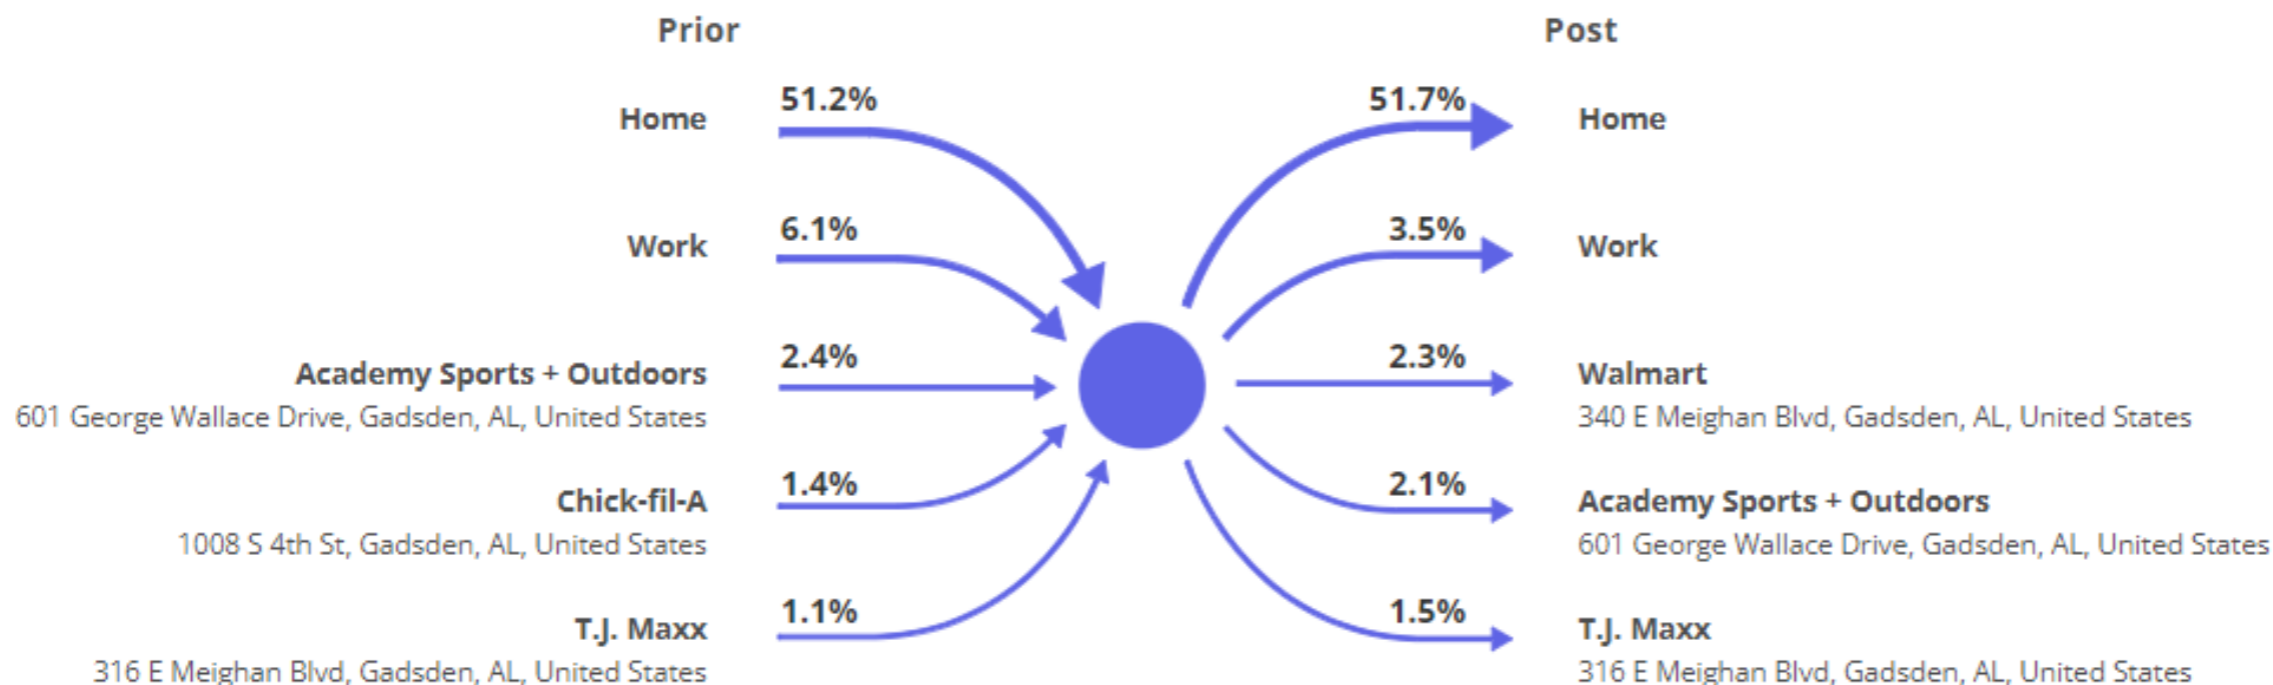 Prior
Post
Home
51.2%
51.7%
Home
Work
6.1%
3.5%
Work
Academy Sports + Outdoors
601 George Wallace Drive, Gadsden, AL, United States
2.4%
2.3%
Walmart
340 E Meighan Blvd, Gadsden, AL, United States
Chick-fil-A
1008 S 4th St, Gadsden, AL, United States
1.4%
2.1%
Academy Sports + Outdoors
601 George Wallace Drive, Gadsden, AL, United States
T.J. Maxx
316 E Meighan Blvd, Gadsden, AL, United States
1.1%
1.5%
T.J. Maxx
316 E Meighan Blvd, Gadsden, AL, United States